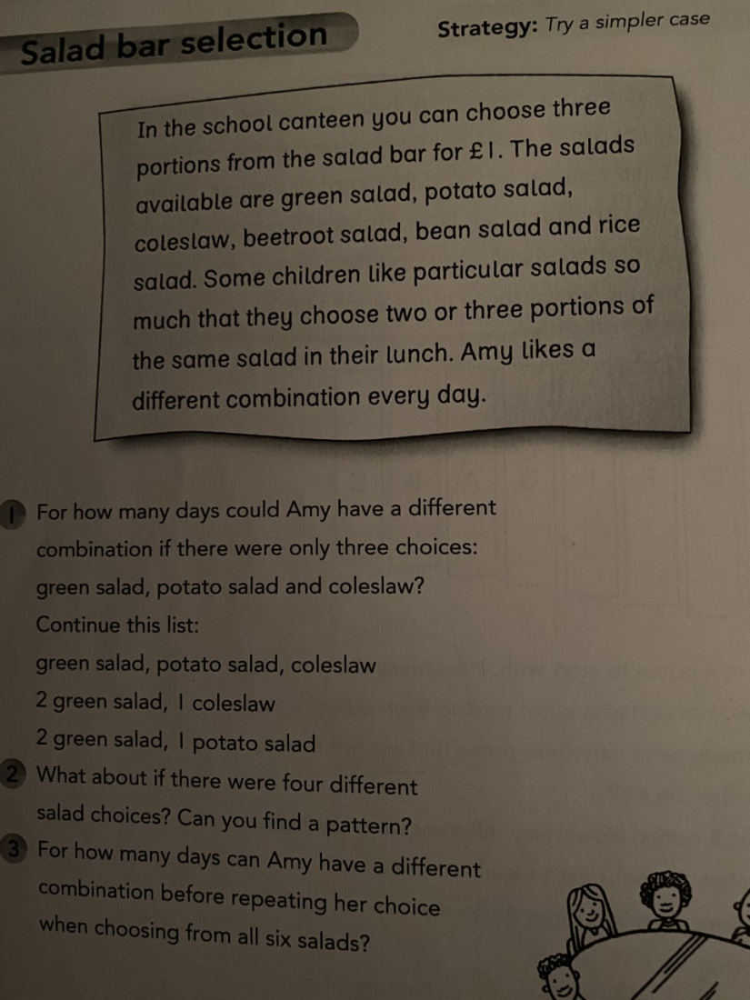 Salad bar selection
Strategy: Try a simpler case
In the school canteen you can choose three
portions from the salad bar for £1. The salads
available are green salad, potato salad,
coleslaw, beetroot salad, bean salad and rice
salad. Some children like particular salads so
much that they choose two or three portions of
the same salad in their lunch. Amy likes a
different combination every day.
1 For how many days could Amy have a different
combination if there were only three choices:
green salad, potato salad and coleslaw?
Continue this list:
green salad, potato salad, coleslaw
2 green salad, 1 coleslaw
2 green salad, 1 potato salad
2 What about if there were four different
salad choices? Can you find a pattern?
3 For how many days can Amy have a different
combination before repeating her choice
when choosing from all six salads?